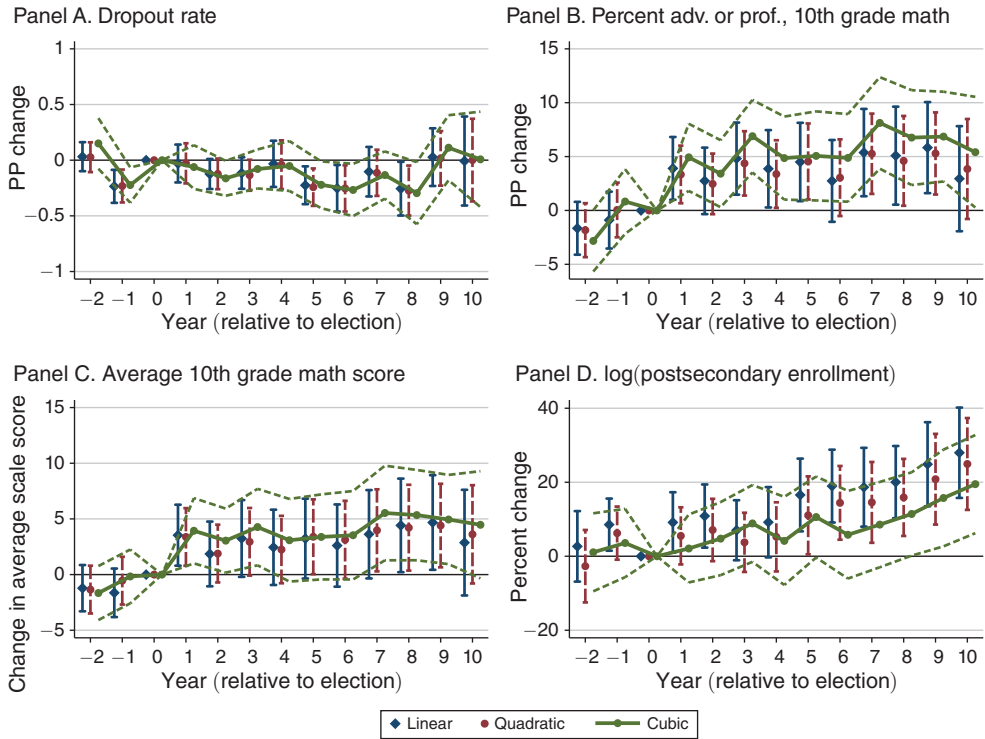 Panel A. Dropout rate
1
0.5
0
−0.5
−1
PP change
−2 −1 0 1 2 3 4 5 6 7 8 9 10
Year (relative to election)
Panel B. Percent adv. or prof., 10th grade math
15
10
5
0
−5
PP change
−2 −1 0 1 2 3 4 5 6 7 8 9 10
Year (relative to election)
Panel C. Average 10th grade math score
15
10
5
0
−5
Change in average scale score
−2 −1 0 1 2 3 4 5 6 7 8 9 10
Year (relative to election)
Panel D. log(postsecondary enrollment)
40
20
0
−20
Percent change
−2 −1 0 1 2 3 4 5 6 7 8 9 10
Year (relative to election)
Linear Quadratic Cubic